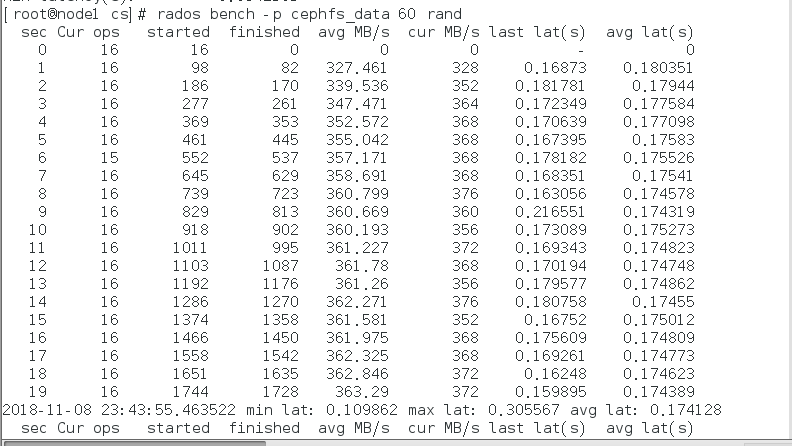 [root@node1 cs]# rados bench -p cephfs_data 60 rand
sec Cur ops started finished avg MB/s cur MB/s last lat(s) avg lat(s)
0 16 16 0 0 0 - 0
1 16 98 82 327.461 328 0.16873 0.180351
2 16 186 170 339.536 352 0.181781 0.17944
3 16 277 261 347.471 364 0.172349 0.177584
4 16 369 353 352.572 368 0.170639 0.177098
5 16 461 445 355.042 368 0.167395 0.17583
6 15 552 537 357.171 368 0.178182 0.175526
7 16 645 629 358.691 368 0.168351 0.17541
8 16 739 723 360.799 376 0.163056 0.174578
9 16 829 813 360.669 360 0.216551 0.174319
10 16 918 902 360.193 356 0.173089 0.175273
11 16 1011 995 361.227 372 0.169343 0.174823
12 16 1103 1087 361.78 368 0.170194 0.174748
13 16 1192 1176 361.26 356 0.179577 0.174862
14 16 1286 1270 362.271 376 0.180758 0.17455
15 16 1374 1358 361.581 352 0.16752 0.175012
16 16 1466 1450 361.975 368 0.175609 0.174809
17 16 1558 1542 362.325 368 0.169261 0.174773
18 16 1651 1635 362.846 372 0.16248 0.174623
19 16 1744 1728 363.29 372 0.159895 0.174389
2018-11-08 23:43:55.463522 min lat: 0.109862 max lat: 0.305567 avg lat: 0.174128
sec Cur ops started finished avg MB/s cur MB/s last lat(s) avg lat(s)